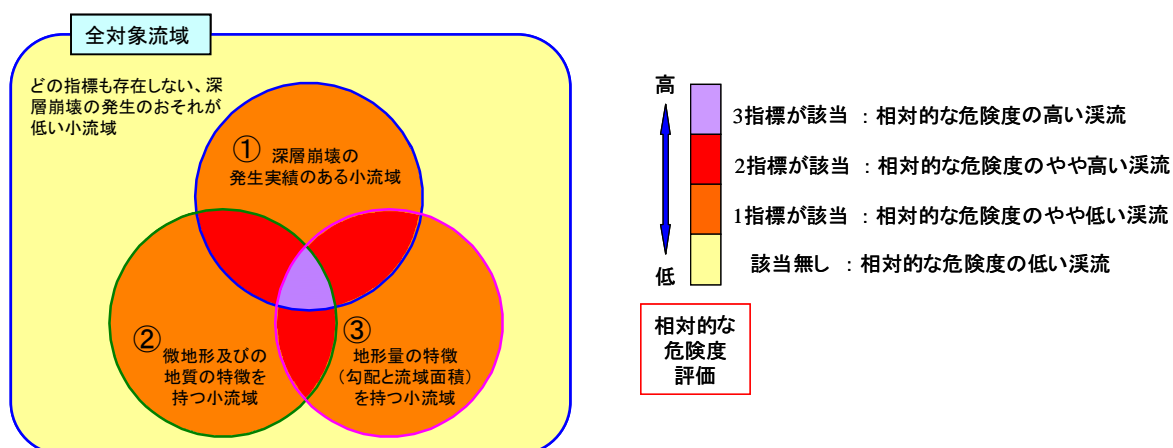 全対象流域
どの指標も存在しない、深
層崩壊の発生のおそれが
低い小流域
① 深層崩壊の
発生実績のある小流域
②
微地形及びの
地質の特徴を
持つ小流域
③
地形量の特徴
（勾配と流域面積）
を持つ小流域
高
低
3指標が該当 ：相対的な危険度の高い渓流
2指標が該当 ：相対的な危険度のやや高い渓流
1指標が該当 ：相対的な危険度のやや低い渓流
該当無し ：相対的な危険度の低い渓流
相対的な
危険度
評価